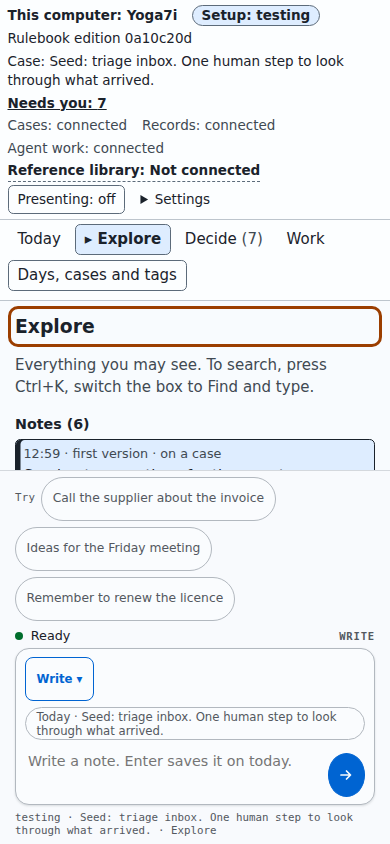 This computer: Yoga7i Setup: testing
Rulebook edition 0a10c20d
Case: Seed: triage inbox. One human step to look
through what arrived.
Needs you: 7
Cases: connected Records: connected
Agent work: connected
Reference library: Not connected
Presenting: off ▶ Settings
Today ▸ Explore Decide (7) Work
Days, cases and tags
Explore
Everything you may see. To search, press
Ctrl+K, switch the box to Find and type.
Notes (6)
12:59 · first version · on a case
Try Call the supplier about the invoice
Ideas for the Friday meeting
Remember to renew the licence
Ready WRITE
Write ▾
Today · Seed: triage inbox. One human step to look
through what arrived.
Write a note. Enter saves it on today.
testing · Seed: triage inbox. One human step to look
through what arrived. · Explore